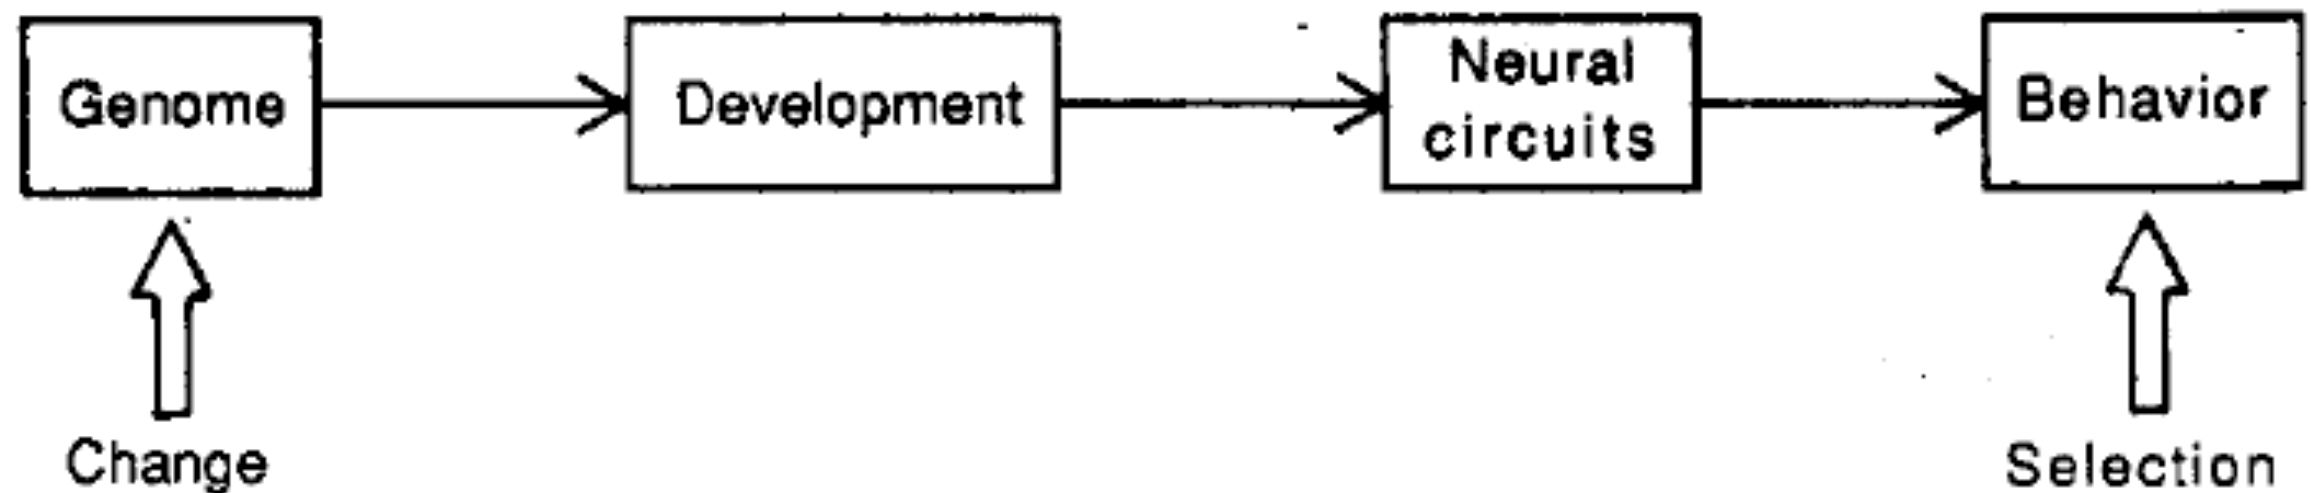 Genome
Development
Neural
circuits
Behavior
Change
Selection